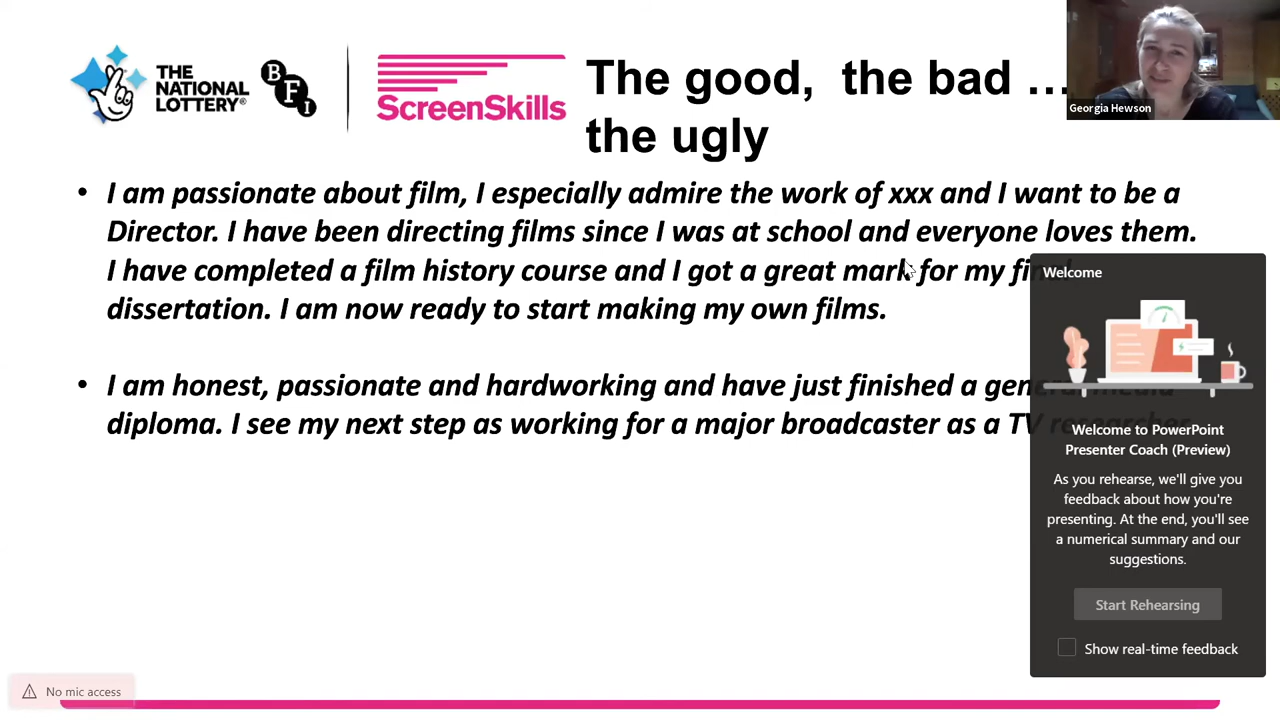 THE
NATIONAL
LOTTERY®
BFI
ScreenSkills
The good, the bad …
the ugly
Georgia Hewson
• I am passionate about film, I especially admire the work of xxx and I want to be a
Director. I have been directing films since I was at school and everyone loves them.
I have completed a film history course and I got a great mark for my final
dissertation. I am now ready to start making my own films.
• I am honest, passionate and hardworking and have just finished a general media
diploma. I see my next step as working for a major broadcaster as a TV researcher
Welcome
Welcome to PowerPoint
Presenter Coach (Preview)
As you rehearse, we'll give you
feedback about how you're
presenting. At the end, you'll see
a numerical summary and our
suggestions.
Start Rehearsing
Show real-time feedback
No mic access